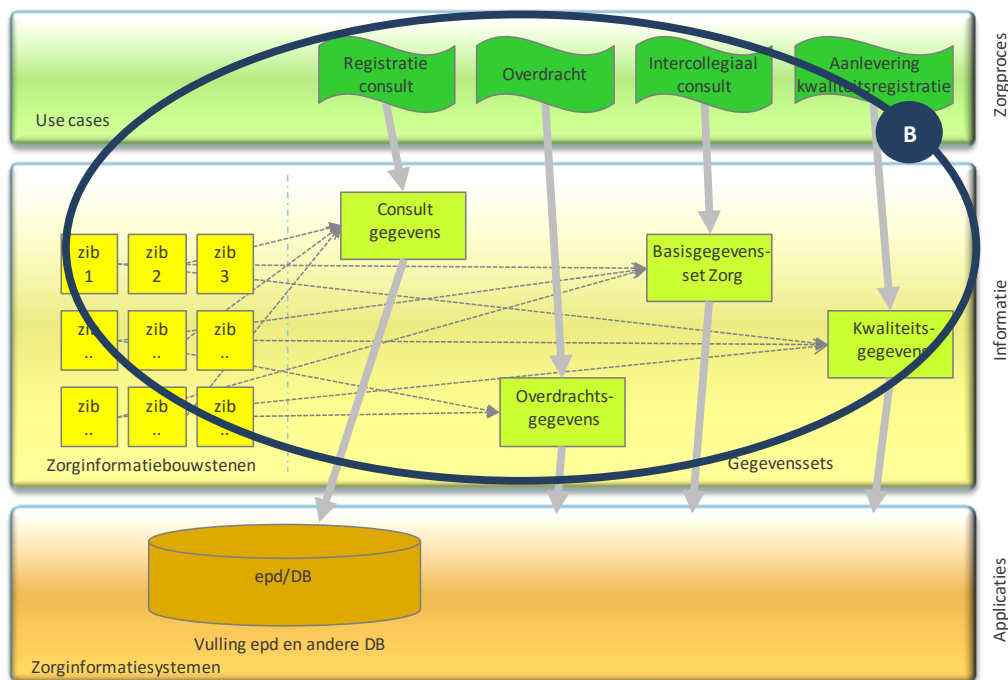 Registratie
consult
Overdracht
Intercollegiaal
consult
Aanlevering
kwaliteitsregistratie
Use cases
Zorgproces
B
Consult
gegevens
zib
1
zib
2
zib
3
Basisgegevens-
set Zorg
zib
..
zib
..
zib
..
Kwaliteits-
gegevens
zib
..
zib
..
zib
..
Overdrachts-
gegevens
Zorginformatiebouwstenen
Gegevenssets
Informatie
epd/DB
Vulling epd en andere DB
Zorginformatiesystemen
Applicaties